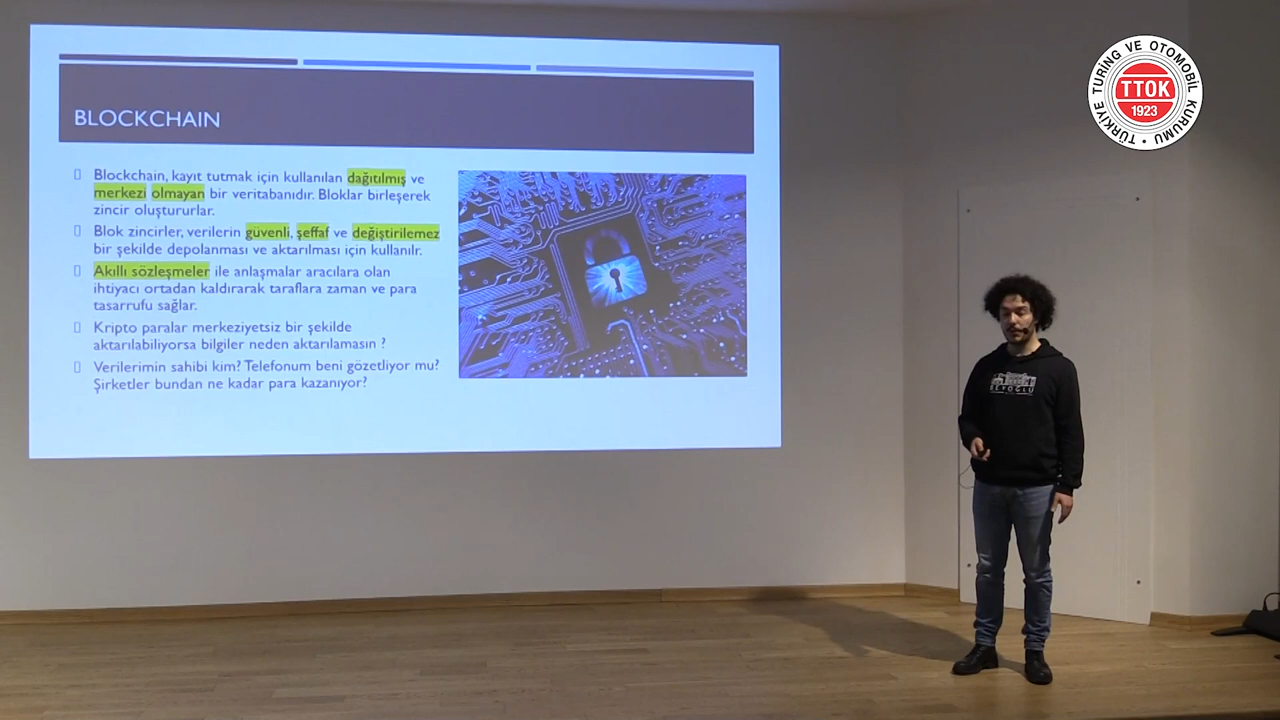 BLOCKCHAIN
Blockchain, kayıt tutmak için kullanılan dağıtılmış ve
merkezi olmayan bir veritabanıdır. Bloklar birleşerek
zincir oluştururlar.
Blok zincirler, verilerin güvenli, şeffaf ve değiştirilemez
bir şekilde depolanması ve aktarılması için kullanılır.
Akıllı sözleşmeler ile anlaşmalar aracılara olan
ihtiyacı ortadan kaldırarak taraflara zaman ve para
tasarrufu sağlar.
Kripto paralar merkeziyetsiz bir şekilde
aktarılabiliyorsa bilgiler neden aktarılamasın ?
Verilerimin sahibi kim? Telefonum beni gözetliyor mu?
Şirketler bundan ne kadar para kazanıyor?
TÜRKİYE TURİNG VE OTOMOBİL KURUMU
TTOK
1923
BEYOĞLU